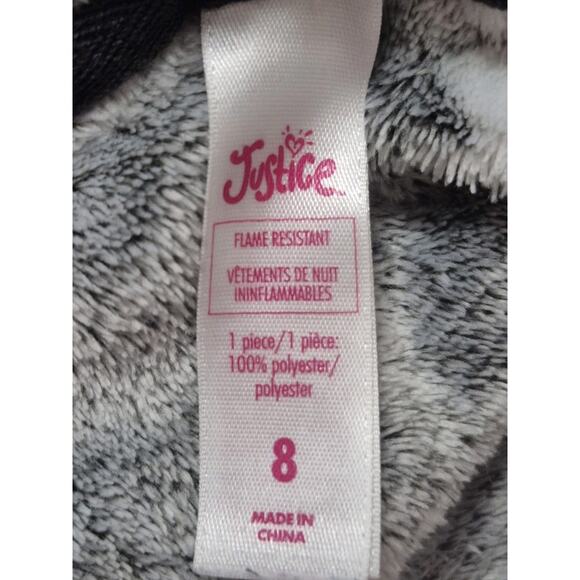 Justice
FLAME RESISTANT
VÊTEMENTS DE NUIT
ININFLAMMABLES
1 piece/1 pièce:
100% polyester/
polyester
8
MADE IN
CHINA